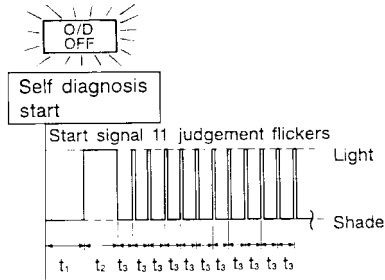 O/D
OFF
Self diagnosis
start
Start signal 11 judgement flickers
Light
Shade
t₁ t₂ t₃ t₃ t₃ t₃ t₃ t₃ t₃ t₃ t₃ t₃ t₃